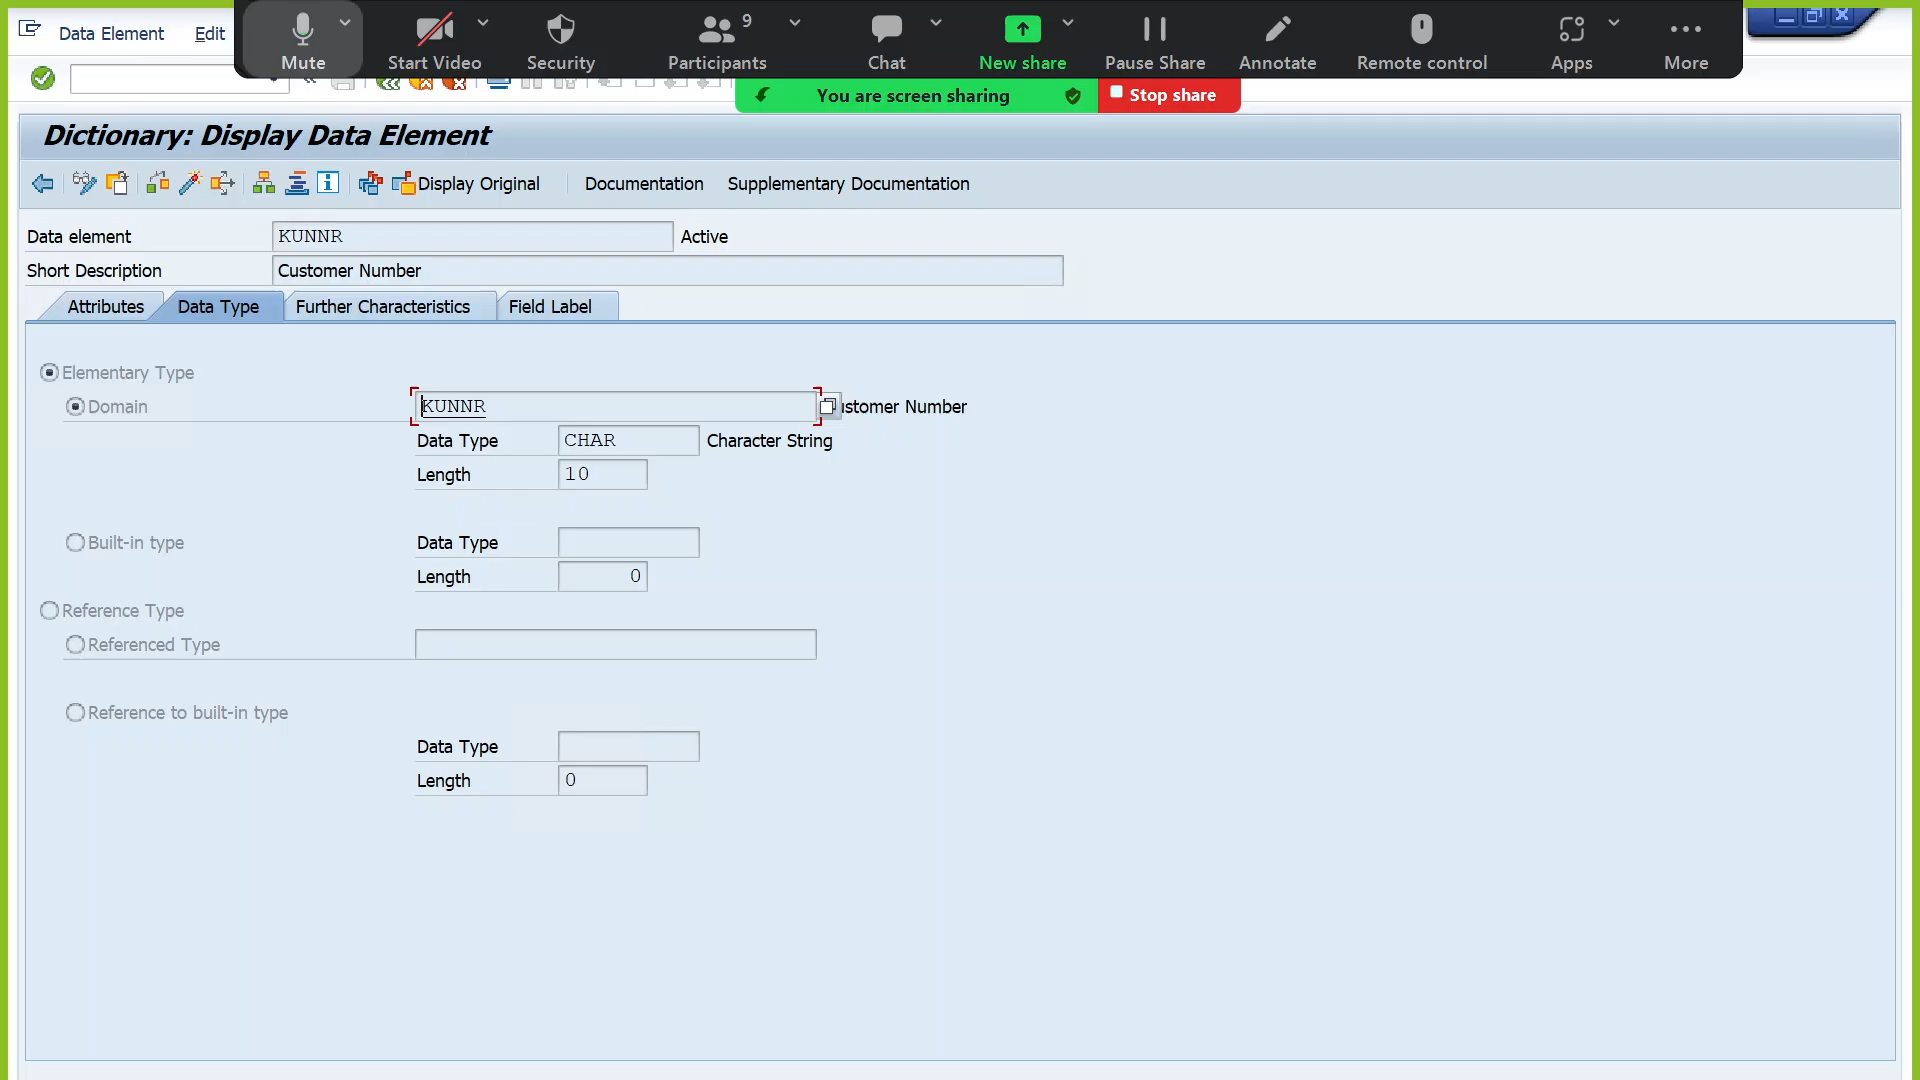 Data Element Edit
Mute Start Video Security Participants 9 Chat New share Pause Share Annotate Remote control Apps More
You are screen sharing Stop share
Dictionary: Display Data Element
Display Original Documentation Supplementary Documentation
Data element KUNNR Active
Short Description Customer Number
Attributes Data Type Further Characteristics Field Label
Elementary Type
Domain KUNNR ustomer Number
Data Type CHAR Character String
Length 10
Built-in type Data Type
Length 0
Reference Type
Referenced Type
Reference to built-in type
Data Type
Length 0